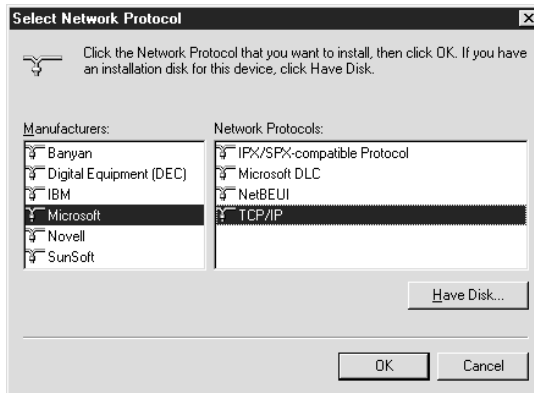 Select Network Protocol
Click the Network Protocol that you want to install, then click OK. If you have
an installation disk for this device, click Have Disk.
Manufacturers:
Banyan
Digital Equipment (DEC)
IBM
Microsoft
Novell
SunSoft
Network Protocols:
IPX/SPX-compatible Protocol
Microsoft DLC
NetBEUI
TCP/IP
Have Disk...
OK
Cancel